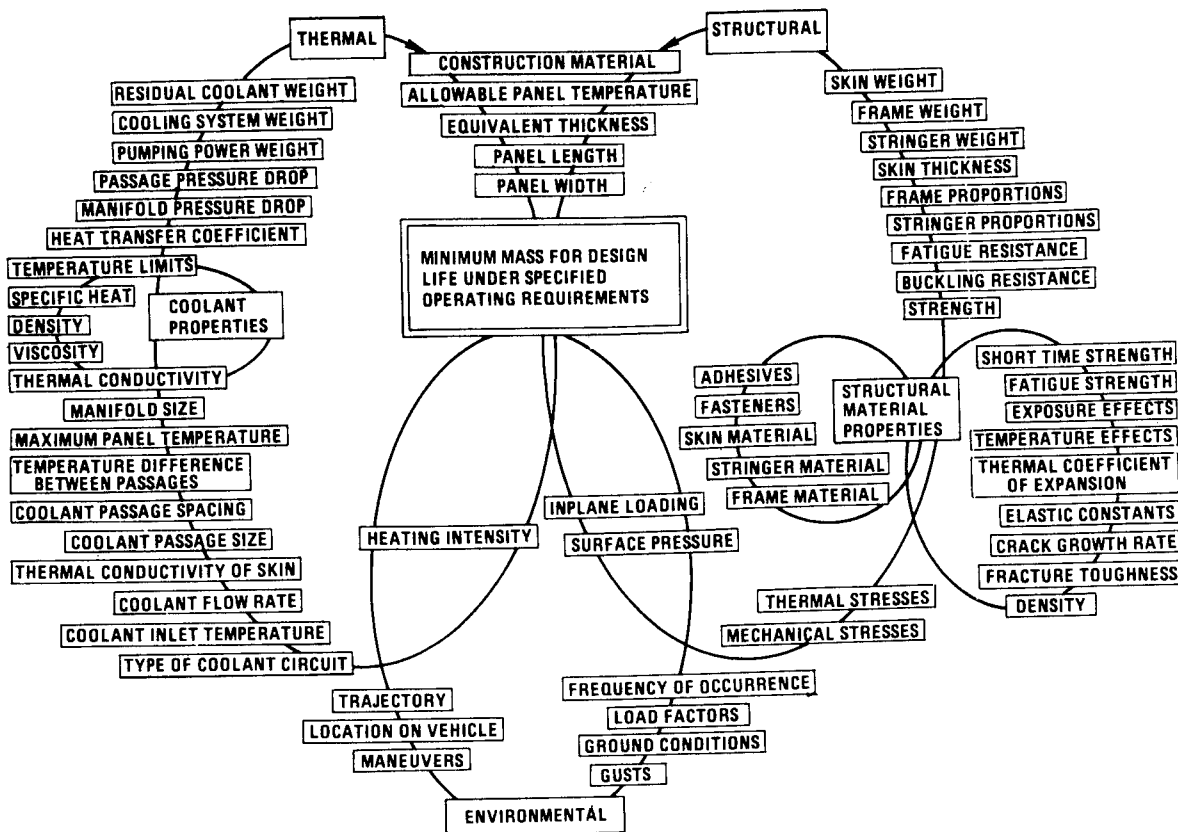 THERMAL
STRUCTURAL
CONSTRUCTION MATERIAL
ALLOWABLE PANEL TEMPERATURE
EQUIVALENT THICKNESS
PANEL LENGTH
PANEL WIDTH
MINIMUM MASS FOR DESIGN
LIFE UNDER SPECIFIED
OPERATING REQUIREMENTS
RESIDUAL COOLANT WEIGHT
COOLING SYSTEM WEIGHT
PUMPING POWER WEIGHT
PASSAGE PRESSURE DROP
MANIFOLD PRESSURE DROP
HEAT TRANSFER COEFFICIENT
TEMPERATURE LIMITS
SPECIFIC HEAT
DENSITY
VISCOSITY
THERMAL CONDUCTIVITY
COOLANT
PROPERTIES
MANIFOLD SIZE
MAXIMUM PANEL TEMPERATURE
TEMPERATURE DIFFERENCE
BETWEEN PASSAGES
COOLANT PASSAGE SPACING
COOLANT PASSAGE SIZE
THERMAL CONDUCTIVITY OF SKIN
COOLANT FLOW RATE
COOLANT INLET TEMPERATURE
TYPE OF COOLANT CIRCUIT
SKIN WEIGHT
FRAME WEIGHT
STRINGER WEIGHT
SKIN THICKNESS
FRAME PROPORTIONS
STRINGER PROPORTIONS
FATIGUE RESISTANCE
BUCKLING RESISTANCE
STRENGTH
ADHESIVES
FASTENERS
SKIN MATERIAL
STRINGER MATERIAL
FRAME MATERIAL
STRUCTURAL
MATERIAL
PROPERTIES
SHORT TIME STRENGTH
FATIGUE STRENGTH
EXPOSURE EFFECTS
TEMPERATURE EFFECTS
THERMAL COEFFICIENT
OF EXPANSION
ELASTIC CONSTANTS
CRACK GROWTH RATE
FRACTURE TOUGHNESS
DENSITY
THERMAL STRESSES
MECHANICAL STRESSES
HEATING INTENSITY
INPLANE LOADING
SURFACE PRESSURE
TRAJECTORY
LOCATION ON VEHICLE
MANEUVERS
FREQUENCY OF OCCURRENCE
LOAD FACTORS
GROUND CONDITIONS
GUSTS
ENVIRONMENTAL